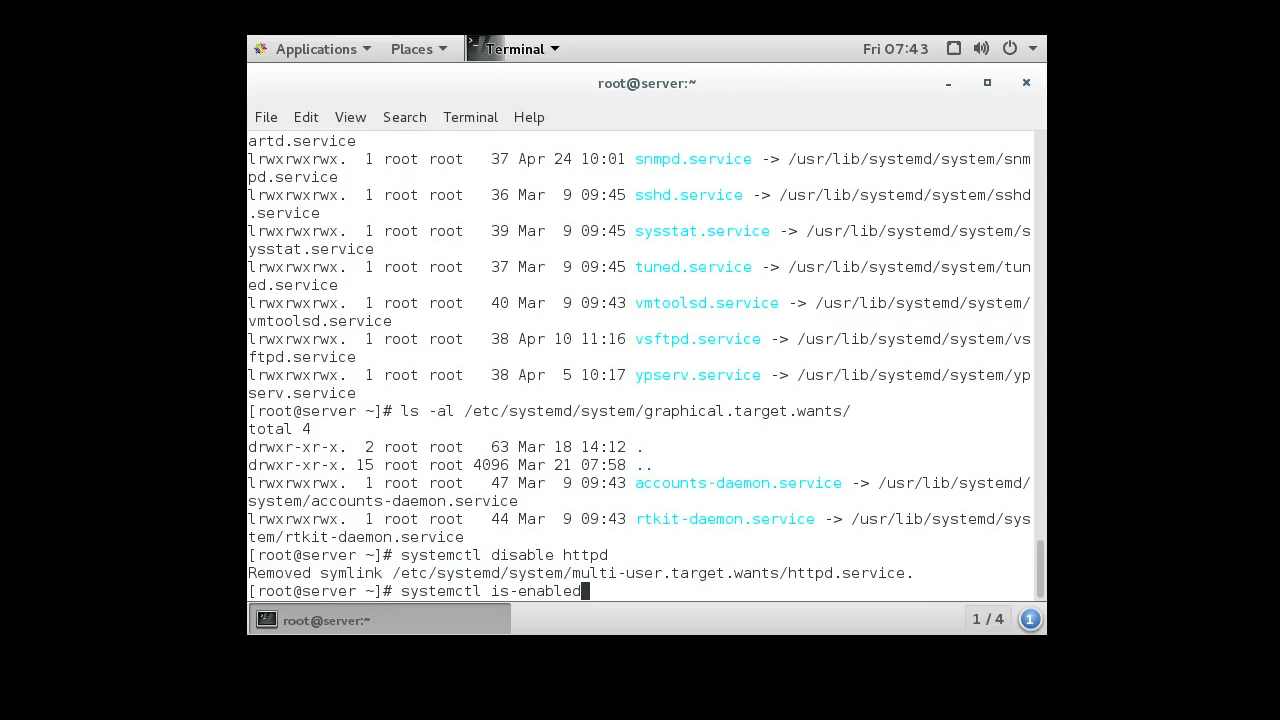 Applications Places Terminal Fri 07:43
root@server:~
File Edit View Search Terminal Help
artd.service
lrwxrwxrwx. 1 root root 37 Apr 24 10:01 snmpd.service -> /usr/lib/systemd/system/snm
pd.service
lrwxrwxrwx. 1 root root 36 Mar 9 09:45 sshd.service -> /usr/lib/systemd/system/sshd
.service
lrwxrwxrwx. 1 root root 39 Mar 9 09:45 sysstat.service -> /usr/lib/systemd/system/s
ysstat.service
lrwxrwxrwx. 1 root root 37 Mar 9 09:45 tuned.service -> /usr/lib/systemd/system/tun
ed.service
lrwxrwxrwx. 1 root root 40 Mar 9 09:43 vmtoolsd.service -> /usr/lib/systemd/system/
vmtoolsd.service
lrwxrwxrwx. 1 root root 38 Apr 10 11:16 vsftpd.service -> /usr/lib/systemd/system/vs
ftpd.service
lrwxrwxrwx. 1 root root 38 Apr 5 10:17 ypserv.service -> /usr/lib/systemd/system/yp
serv.service
[root@server ~]# ls -al /etc/systemd/system/graphical.target.wants/
total 4
drwxr-xr-x. 2 root root 63 Mar 18 14:12 .
drwxr-xr-x. 15 root root 4096 Mar 21 07:58 ..
lrwxrwxrwx. 1 root root 47 Mar 9 09:43 accounts-daemon.service -> /usr/lib/systemd/
system/accounts-daemon.service
lrwxrwxrwx. 1 root root 44 Mar 9 09:43 rtkit-daemon.service -> /usr/lib/systemd/sys
tem/rtkit-daemon.service
[root@server ~]# systemctl disable httpd
Removed symlink /etc/systemd/system/multi-user.target.wants/httpd.service.
[root@server ~]# systemctl is-enabled
root@server:~ 1 / 4 1